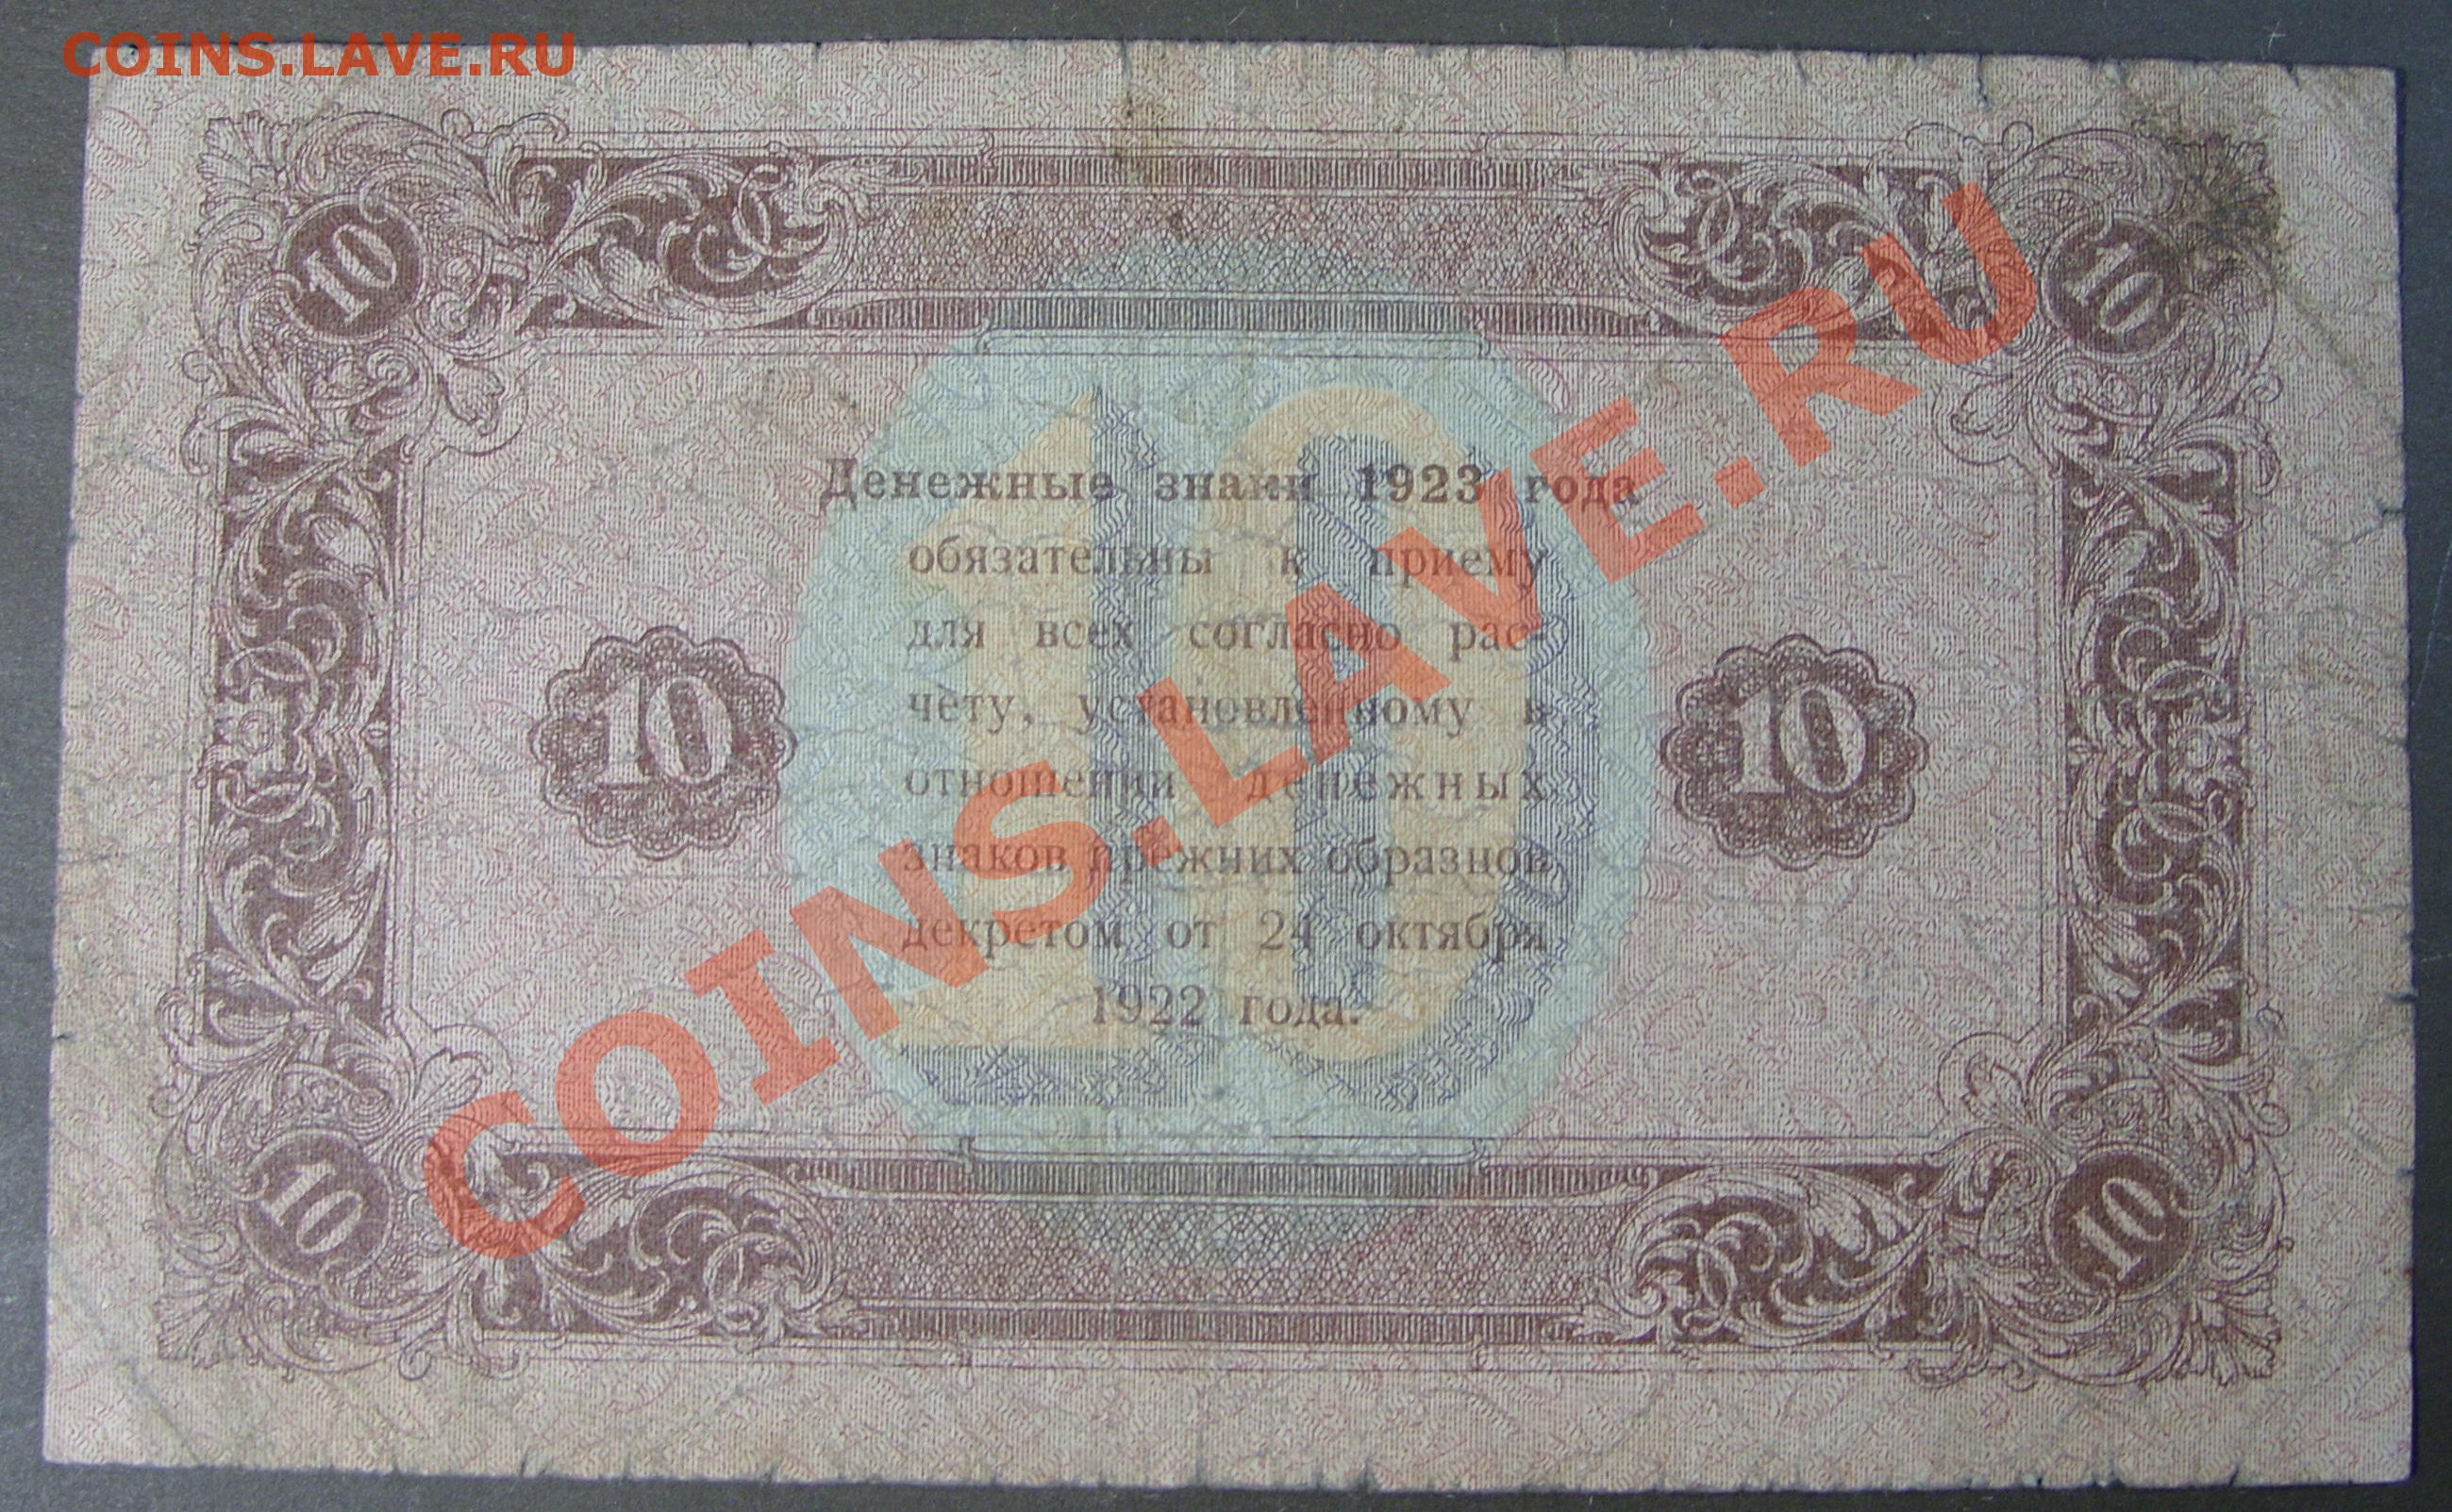 COINS.LAVE.RU
10
10
10
Денежные знаки 1923 года
обязательны к приему
для всех согласно рас-
чету, установленному в
отношении денежных
знаков прежних образцов
декретом от 24 октября
1922 года.
10
10
10
10
COINS.LAVE.RU